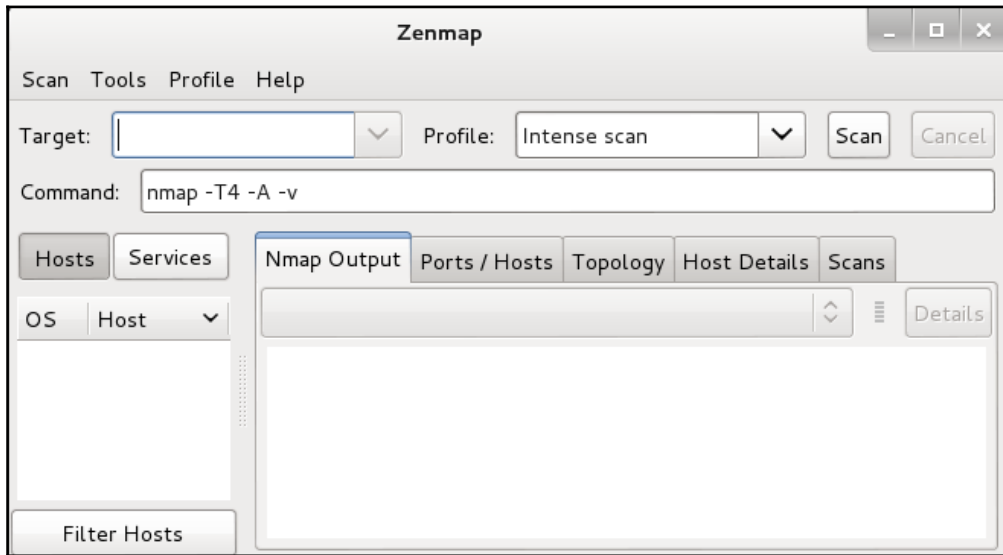 Zenmap
Scan Tools Profile Help
Target: Profile: Intense scan Scan Cancel
Command: nmap -T4 -A -v
Hosts Services Nmap Output Ports / Hosts Topology Host Details Scans
OS Host Details
Filter Hosts